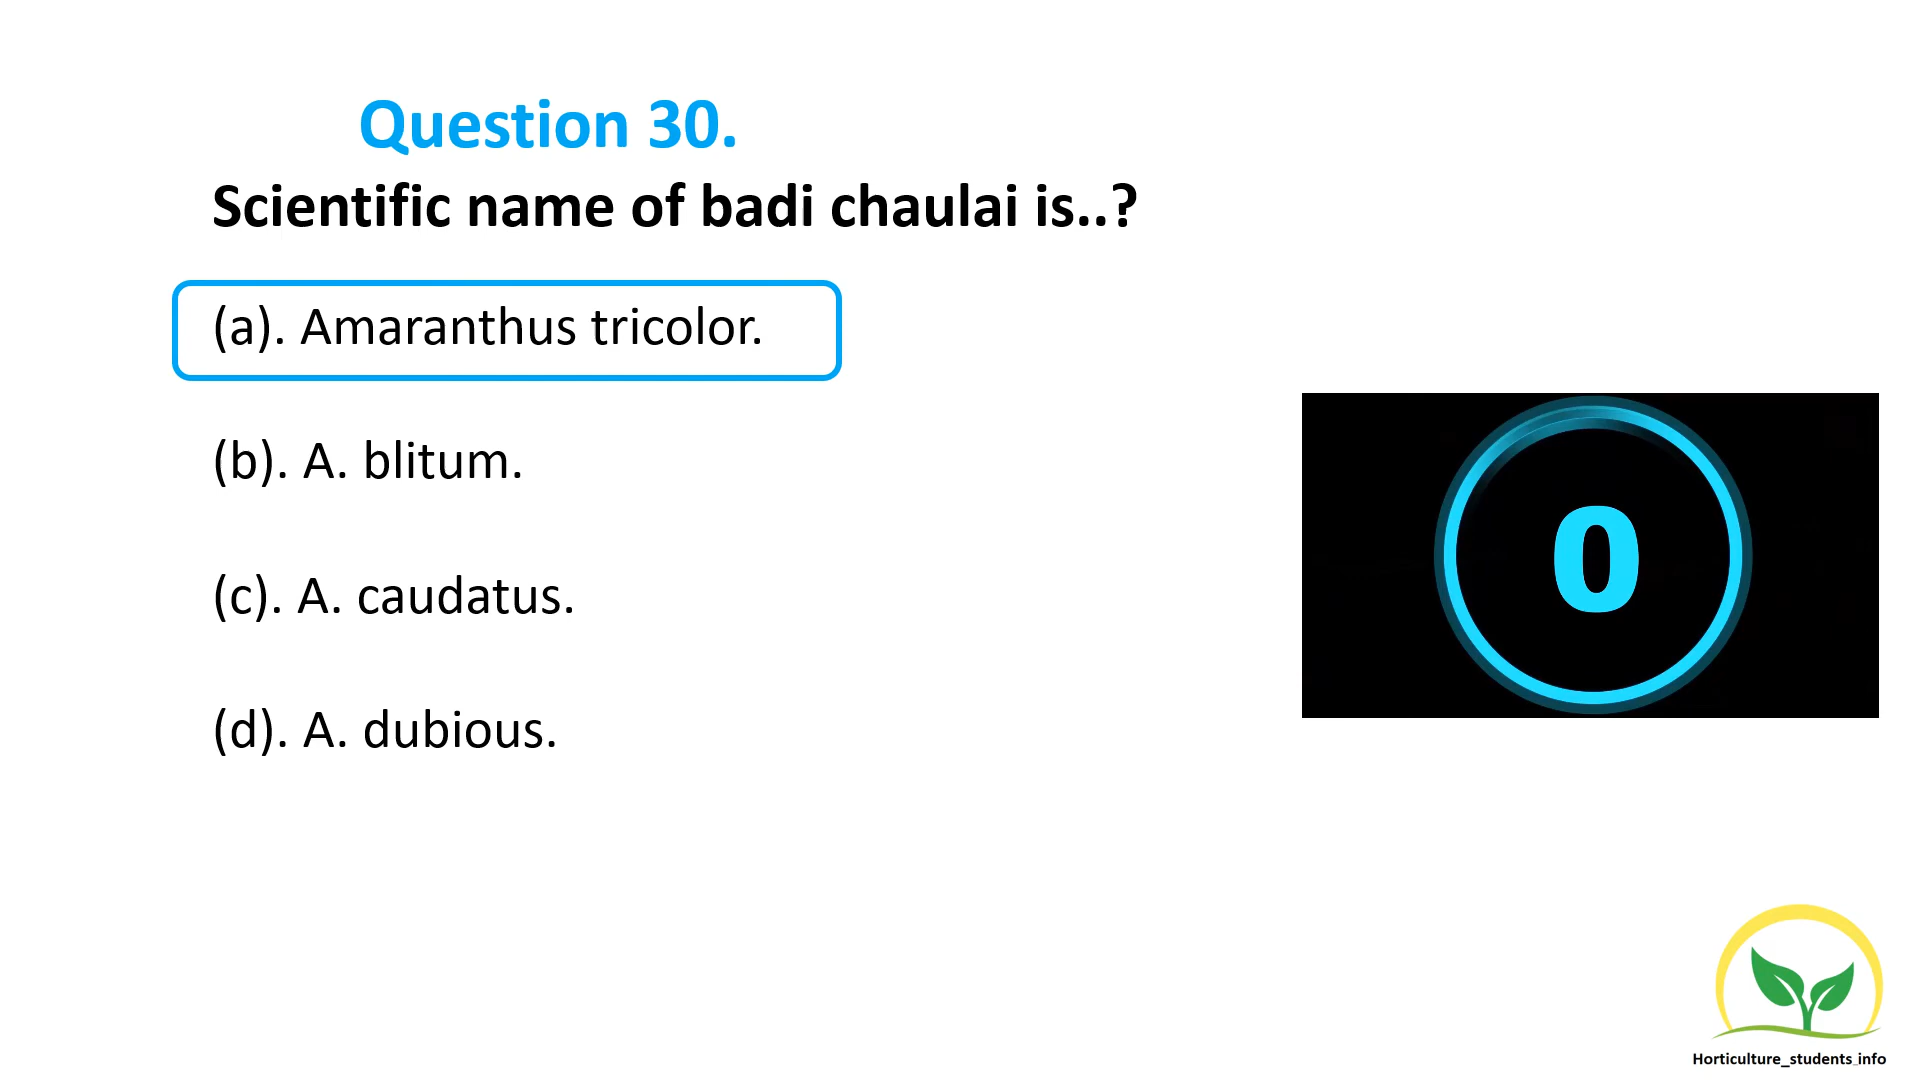 Question 30.
Scientific name of badi chaulai is..?
(a). Amaranthus tricolor.
(b). A. blitum.
(c). A. caudatus.
(d). A. dubious.
0
Horticulture_students_info